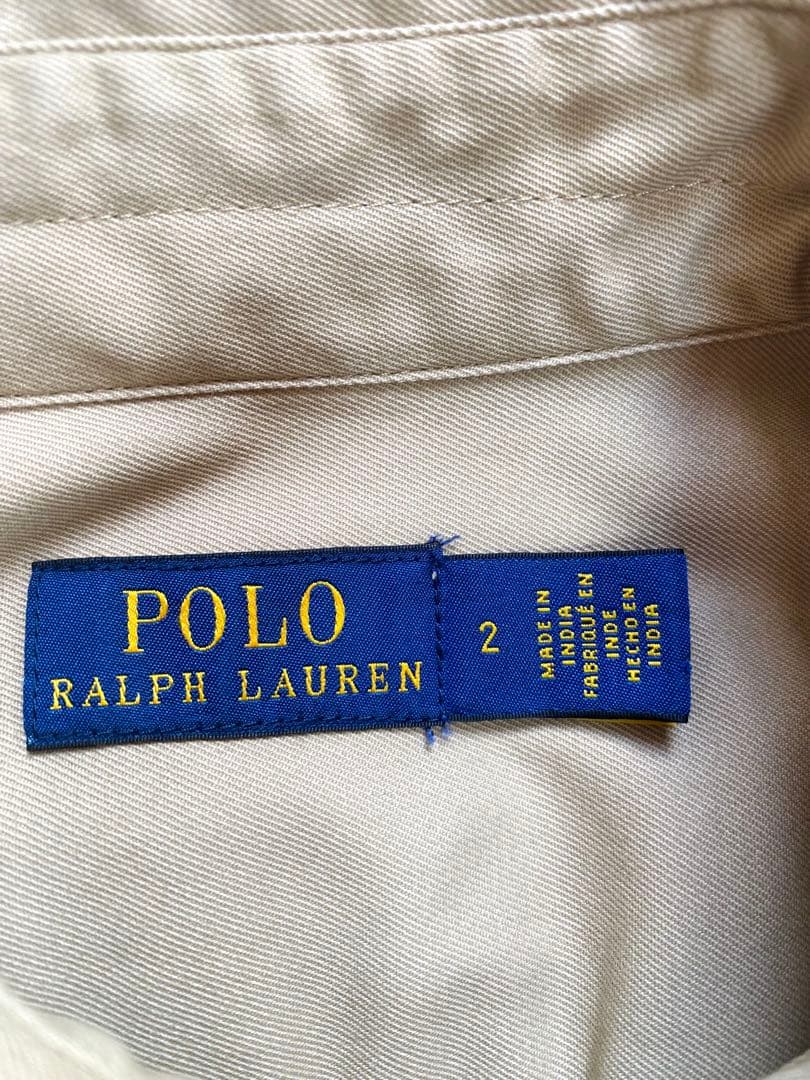 POLO
RALPH LAUREN
2
MADE IN
INDIA
FABRIQUÉ EN
INDE
HECHO EN
INDIA